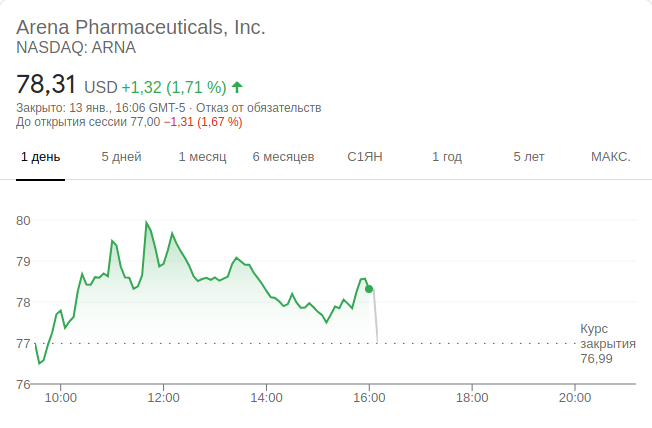 Arena Pharmaceuticals, Inc.
NASDAQ: ARNA
78,31 USD +1,32 (1,71 %)
Закрыто: 13 янв., 16:06 GMT-5 · Отказ от обязательств
До открытия сессии 77,00 −1,31 (1,67 %)
1 день 5 дней 1 месяц 6 месяцев С1ЯН 1 год 5 лет МАКС.
80
79
78
77
76
Курс
закрытия
76,99
10:00 12:00 14:00 16:00 18:00 20:00